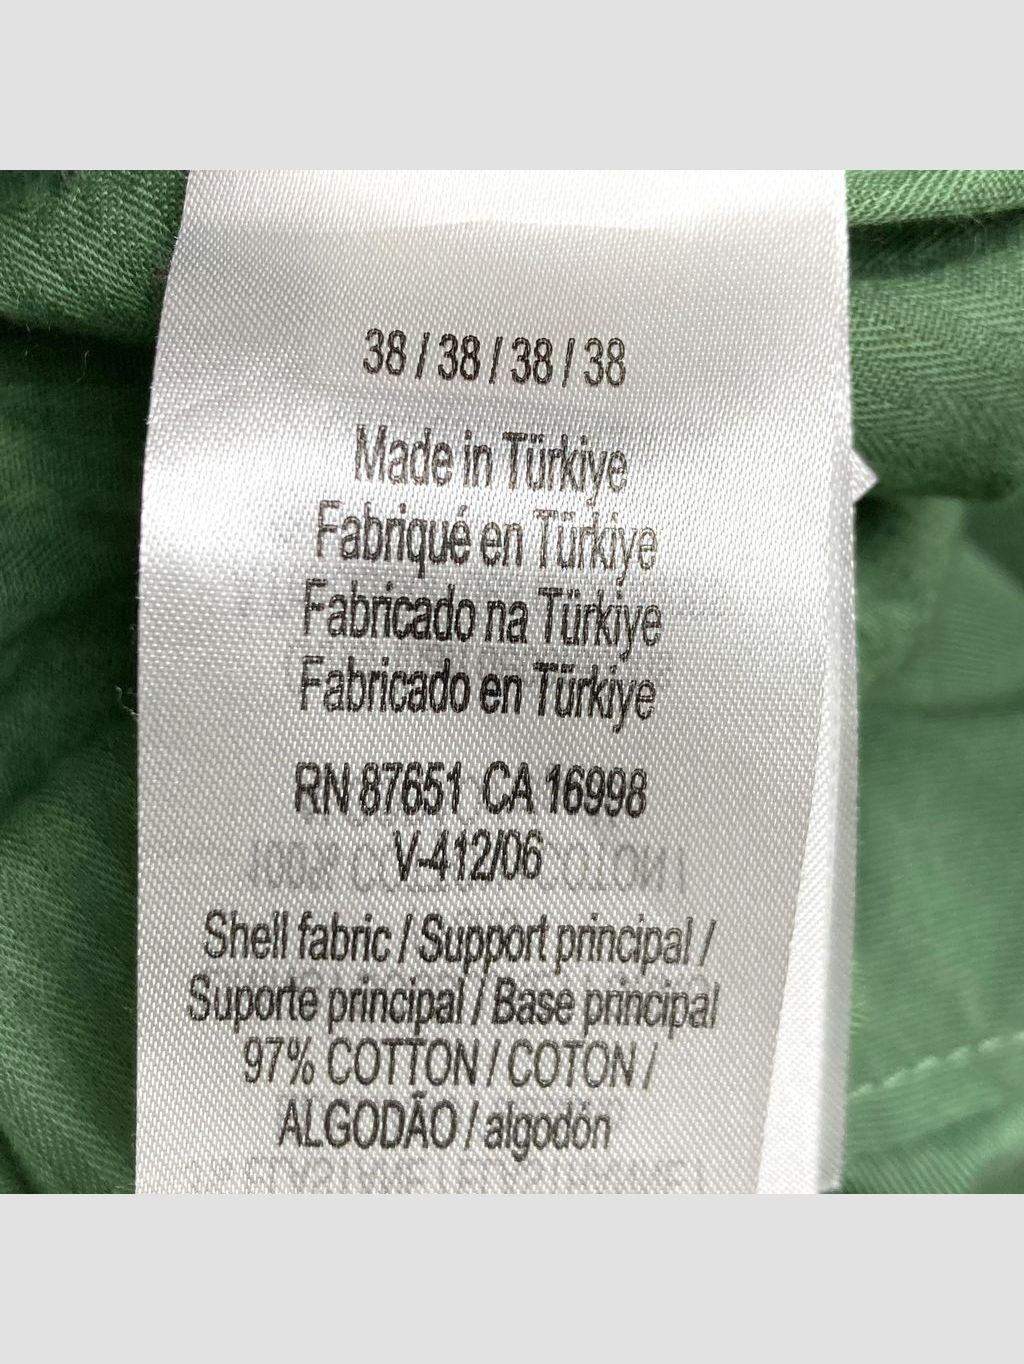 38 / 38 / 38 / 38
Made in Türkiye
Fabriqué en Türkiye
Fabricado na Türkiye
Fabricado en Türkiye
RN 87651 CA 16998
V-412/06
Shell fabric / Support principal /
Suporte principal / Base principal
97% COTTON / COTON /
ALGODÃO / algodón